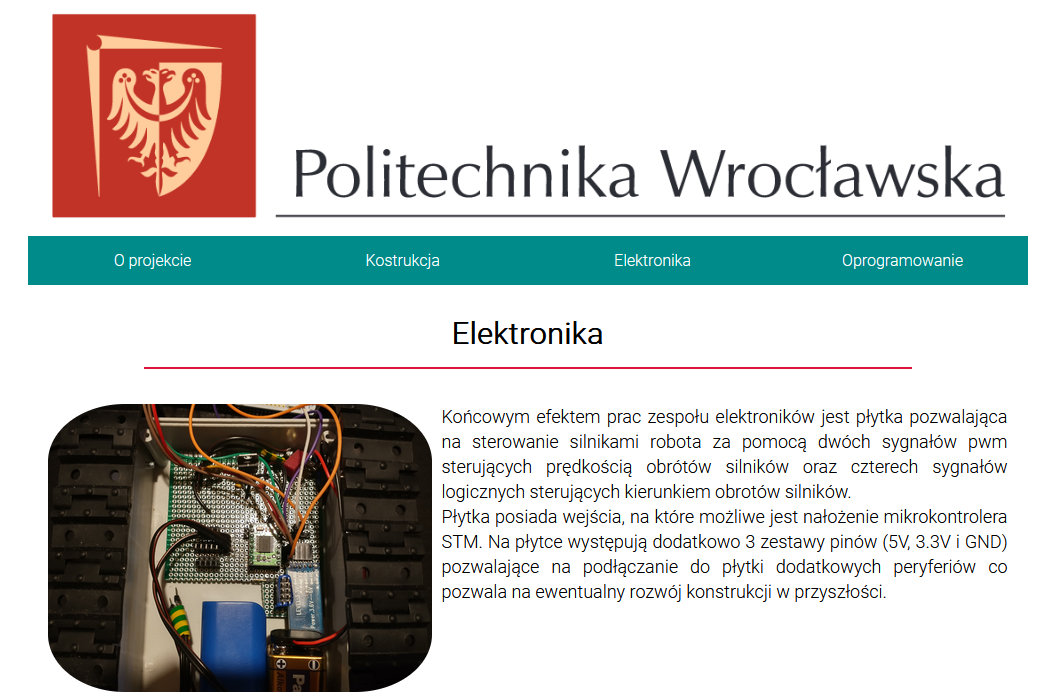 Politechnika Wrocławska
O projekcie Kostrukcja Elektronika Oprogramowanie
Elektronika
Końcowym efektem prac zespołu elektroników jest płytka pozwalająca
na sterowanie silnikami robota za pomocą dwóch sygnałów pwm
sterujących prędkością obrótów silników oraz czterech sygnałów
logicznych sterujących kierunkiem obrotów silników.
Płytka posiada wejścia, na które możliwe jest nałożenie mikrokontrolera
STM. Na płytce występują dodatkowo 3 zestawy pinów (5V, 3.3V i GND)
pozwalające na podłączanie do płytki dodatkowych peryferiów co
pozwala na ewentualny rozwój konstrukcji w przyszłości.